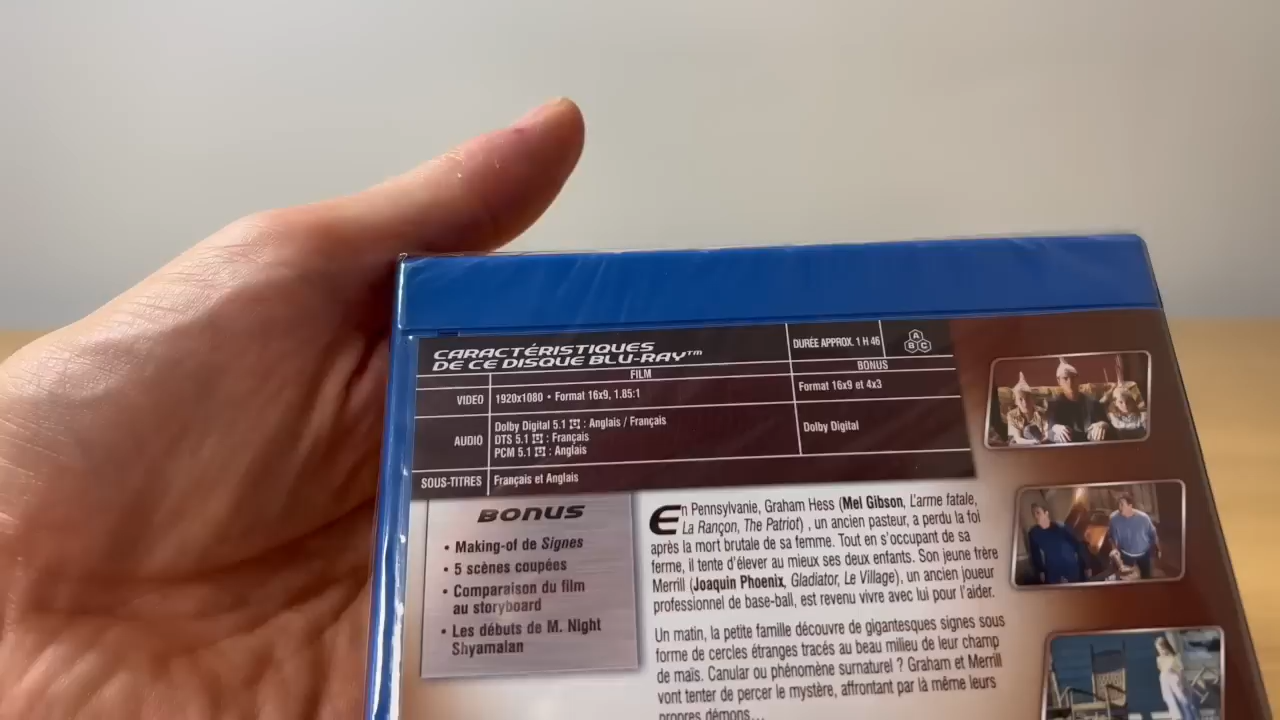 CARACTÉRISTIQUES
DE CE DISQUE BLU-RAY™
DURÉE APPROX. 1 H 46
A
B C
FILM
BONUS
VIDEO
1920x1080 • Format 16x9, 1.85:1
Format 16x9 et 4x3
AUDIO
Dolby Digital 5.1 : Anglais / Français
DTS 5.1 : Français
PCM 5.1 : Anglais
Dolby Digital
SOUS-TITRES
Français et Anglais
BONUS
• Making-of de Signes
• 5 scènes coupées
• Comparaison du film
au storyboard
• Les débuts de M. Night
Shyamalan
En Pennsylvanie, Graham Hess (Mel Gibson, L'arme fatale,
La Rançon, The Patriot) , un ancien pasteur, a perdu la foi
après la mort brutale de sa femme. Tout en s'occupant de sa
ferme, il tente d'élever au mieux ses deux enfants. Son jeune frère
Merrill (Joaquin Phoenix, Gladiator, Le Village), un ancien joueur
professionnel de base-ball, est revenu vivre avec lui pour l'aider.
Un matin, la petite famille découvre de gigantesques signes sous
forme de cercles étranges tracés au beau milieu de leur champ
de maïs. Canular ou phénomène surnaturel ? Graham et Merrill
vont tenter de percer le mystère, affrontant par là même leurs
propres démons...